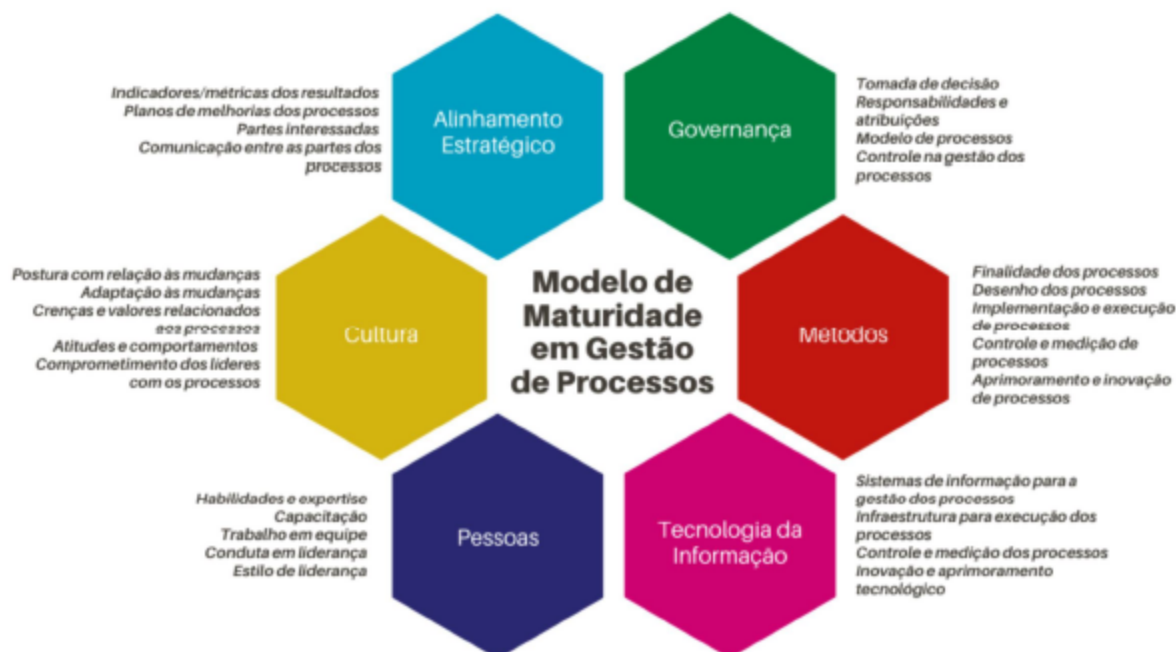 Indicadores/métricas dos resultados
Planos de melhorias dos processos
Partes interessadas
Comunicação entre as partes dos
processos
Alinhamento
Estratégico
Governança
Tomada de decisão
Responsabilidades e
atribuições
Modelo de processos
Controle na gestão dos
processos
Postura com relação às mudanças
Adaptação às mudanças
Crenças e valores relacionados
aos processos
Atitudes e comportamentos
Comprometimento dos líderes
com os processos
Cultura
Modelo de
Maturidade
em Gestão
de Processos
Métodos
Finalidade dos processos
Desenho dos processos
Implementação e execução
de processos
Controle e medição de
processos
Aprimoramento e inovação
de processos
Habilidades e expertise
Capacitação
Trabalho em equipe
Conduta em liderança
Estilo de liderança
Pessoas
Tecnologia da
Informação
Sistemas de informação para a
gestão dos processos
Infraestrutura para execução dos
processos
Controle e medição dos processos
Inovação e aprimoramento
tecnológico